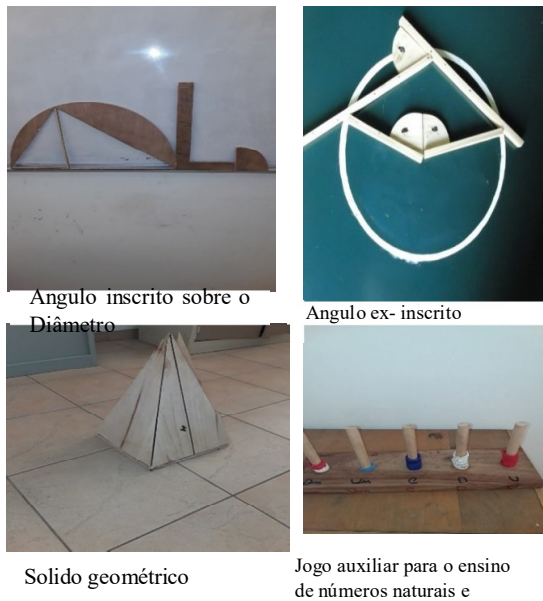 Angulo inscrito sobre o
Diâmetro
Angulo ex- inscrito
Solido geométrico
Jogo auxiliar para o ensino
de números naturais e